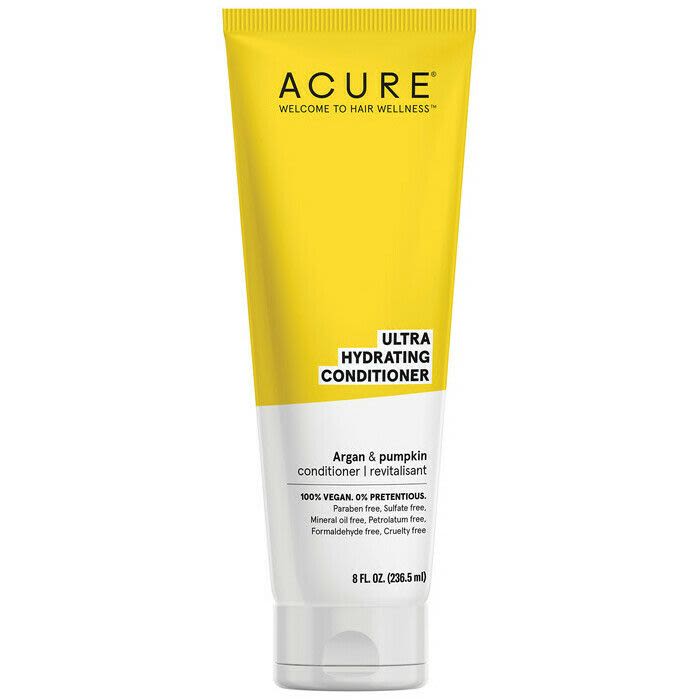 ACURE®
WELCOME TO HAIR WELLNESS™
ULTRA
HYDRATING
CONDITIONER
Argan & pumpkin
conditioner | revitalisant
100% VEGAN. 0% PRETENTIOUS.
Paraben free, Sulfate free,
Mineral oil free, Petrolatum free,
Formaldehyde free, Cruelty free
8 FL. OZ. (236.5 ml)